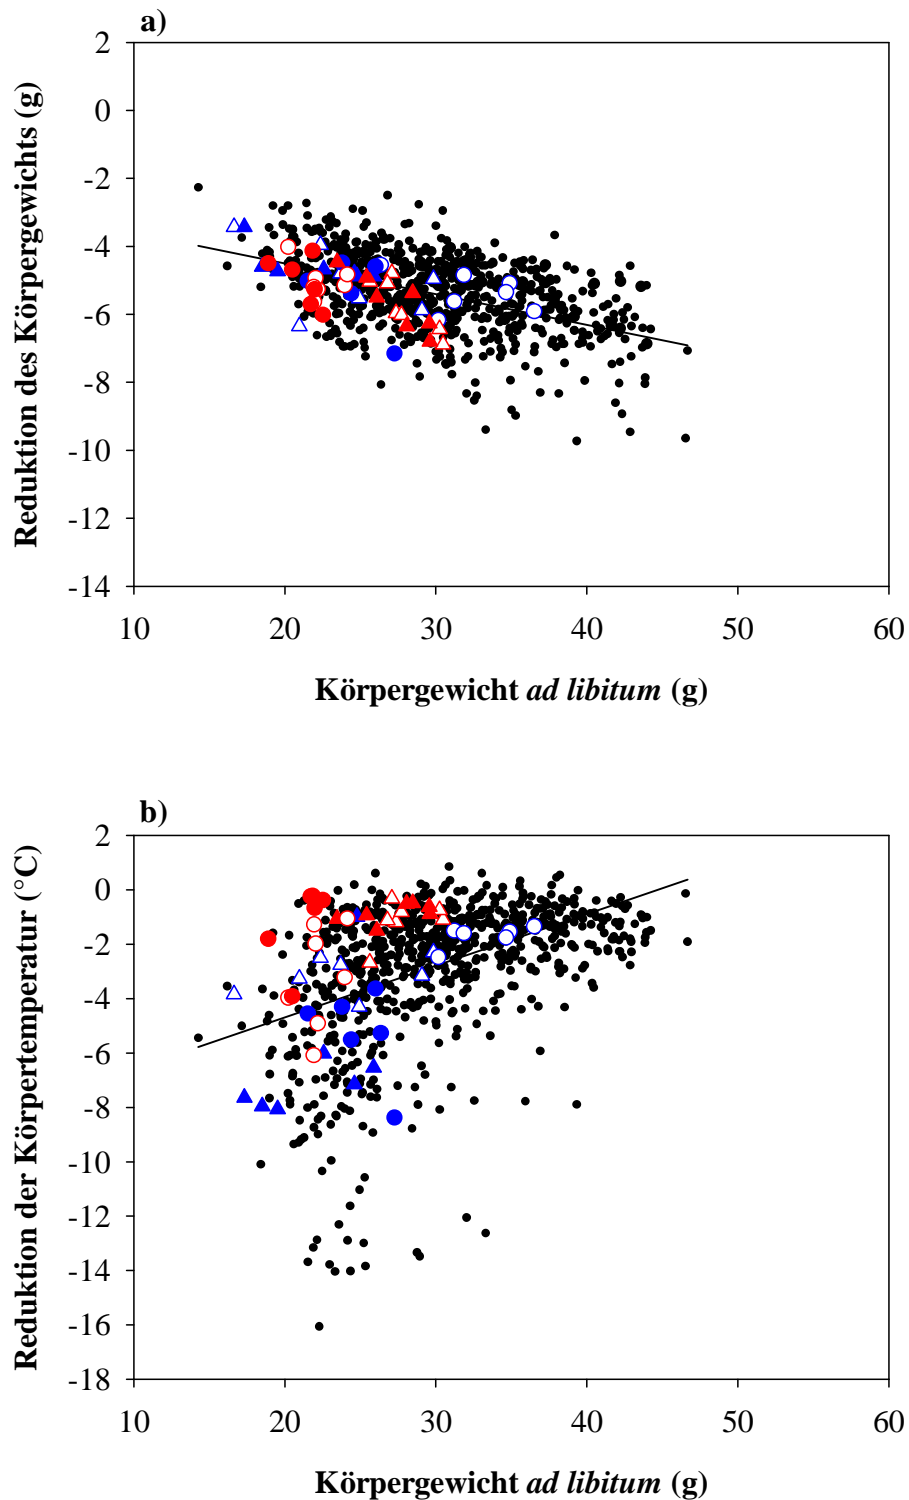 a)
2
0
-2
-4
-6
-8
-10
-12
-14
Reduktion des Körpergewichts (g)
10 20 30 40 50 60
Körpergewicht ad libitum (g)
b)
2
0
-2
-4
-6
-8
-10
-12
-14
-16
-18
Reduktion der Körpertemperatur (°C)
10 20 30 40 50 60
Körpergewicht ad libitum (g)